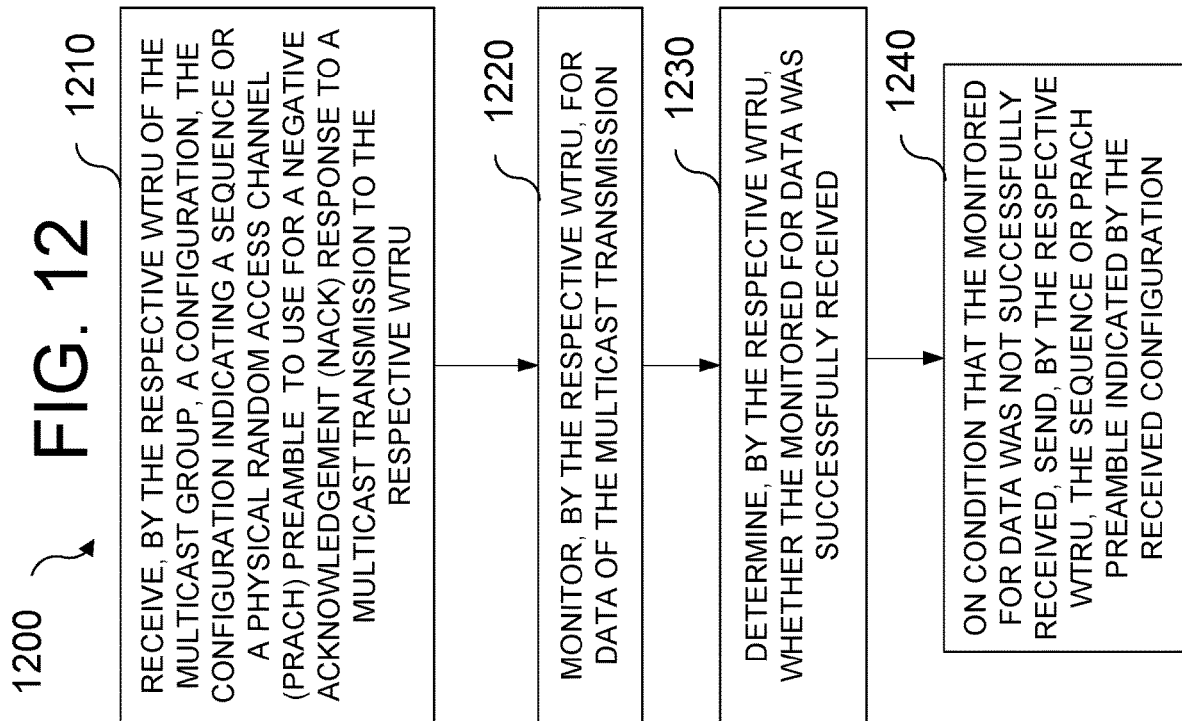 1200
FIG. 12
1210
RECEIVE, BY THE RESPECTIVE WTRU OF THE
MULTICAST GROUP, A CONFIGURATION, THE
CONFIGURATION INDICATING A SEQUENCE OR
A PHYSICAL RANDOM ACCESS CHANNEL
(PRACH) PREAMBLE TO USE FOR A NEGATIVE
ACKNOWLEDGEMENT (NACK) RESPONSE TO A
MULTICAST TRANSMISSION TO THE
RESPECTIVE WTRU
1220
MONITOR, BY THE RESPECTIVE WTRU, FOR
DATA OF THE MULTICAST TRANSMISSION
1230
DETERMINE, BY THE RESPECTIVE WTRU,
WHETHER THE MONITORED FOR DATA WAS
SUCCESSFULLY RECEIVED
1240
ON CONDITION THAT THE MONITORED
FOR DATA WAS NOT SUCCESSFULLY
RECEIVED, SEND, BY THE RESPECTIVE
WTRU, THE SEQUENCE OR PRACH
PREAMBLE INDICATED BY THE
RECEIVED CONFIGURATION